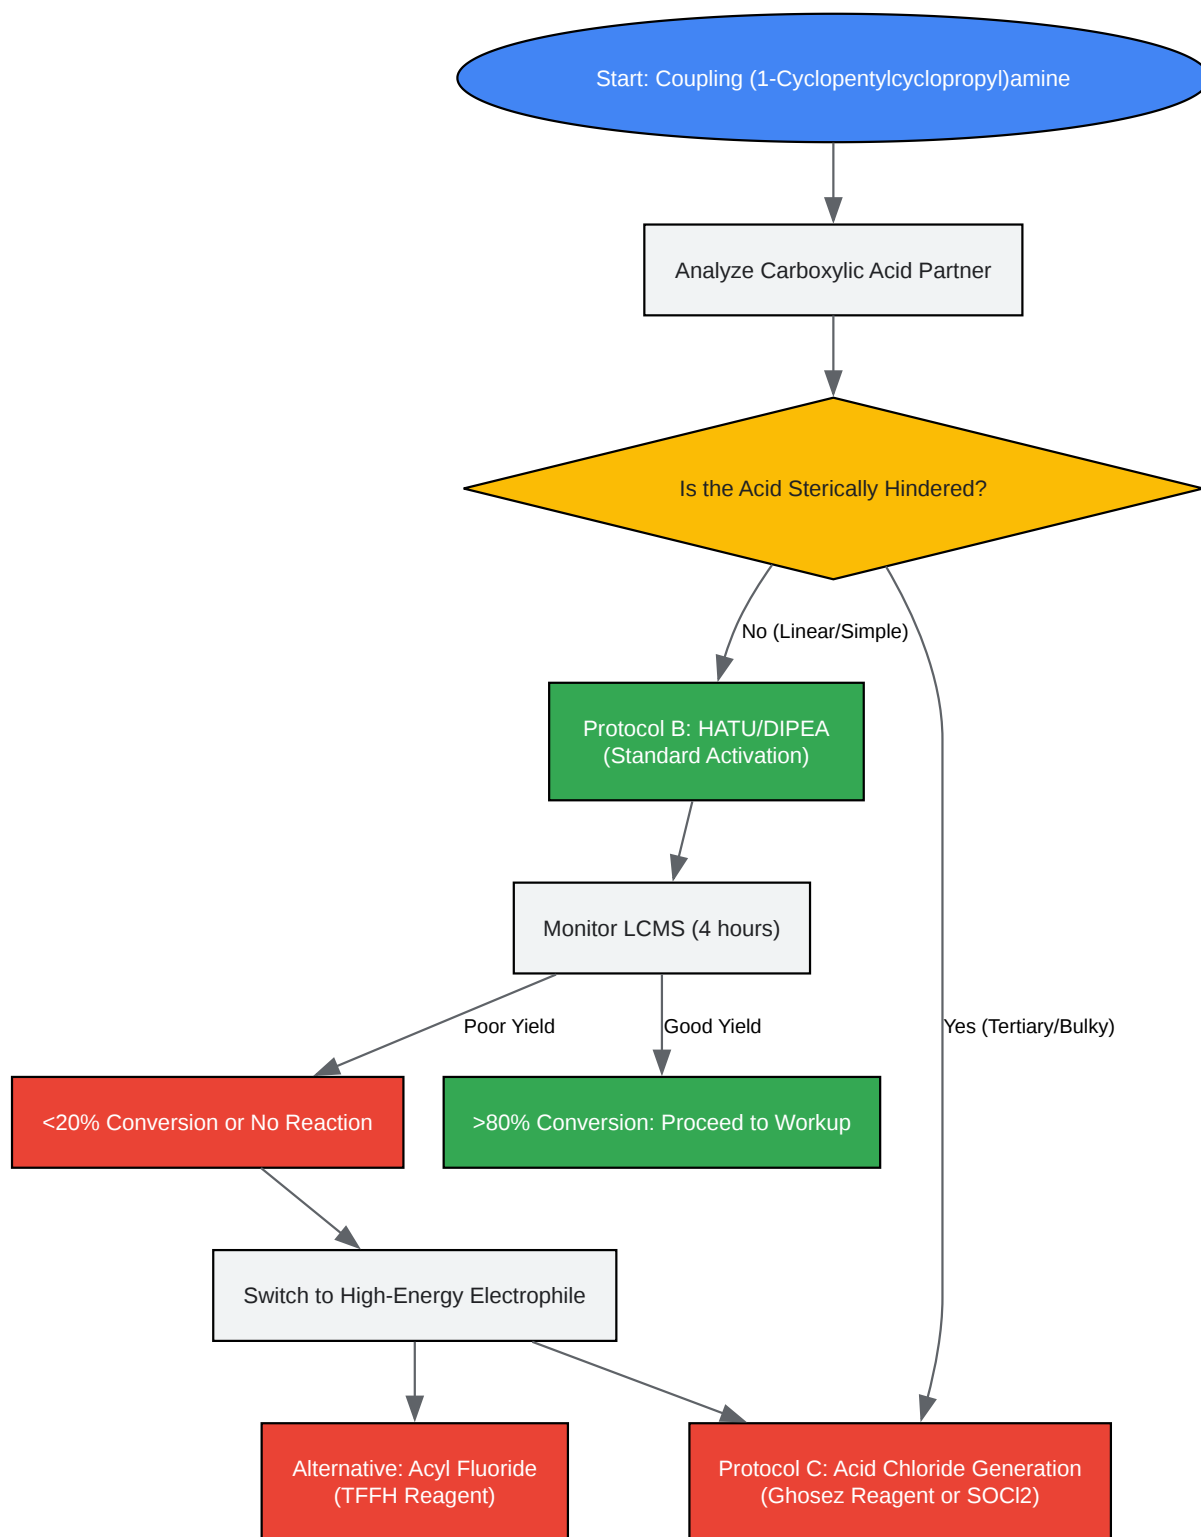 Start: Coupling (1-Cyclopentylcyclopropyl)amine
Analyze Carboxylic Acid Partner
Is the Acid Sterically Hindered?
No (Linear/Simple)
Protocol B: HATU/DIPEA
(Standard Activation)
Monitor LCMS (4 hours)
Poor Yield
Good Yield
Yes (Tertiary/Bulky)
<20% Conversion or No Reaction
>80% Conversion: Proceed to Workup
Switch to High-Energy Electrophile
Alternative: Acyl Fluoride
(TFFH Reagent)
Protocol C: Acid Chloride Generation
(Ghosez Reagent or SOCl2)